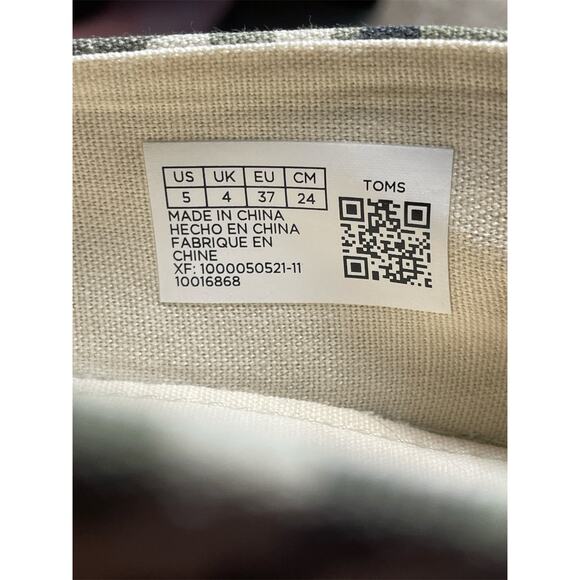 US UK EU CM
5 4 37 24
MADE IN CHINA
HECHO EN CHINA
FABRIQUE EN
CHINE
XF: 1000050521-11
10016868
TOMS